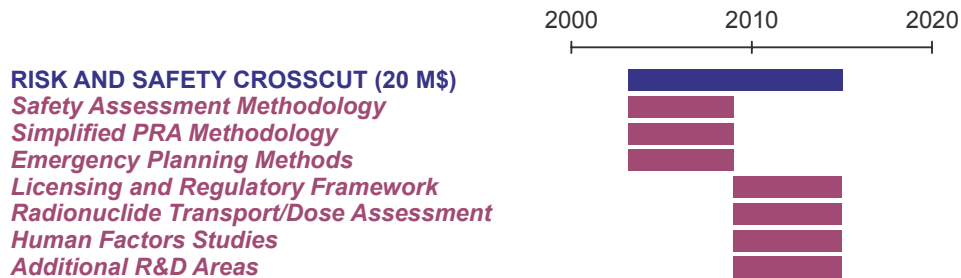 2000 2010 2020
RISK AND SAFETY CROSSCUT (20 M$)
Safety Assessment Methodology
Simplified PRA Methodology
Emergency Planning Methods
Licensing and Regulatory Framework
Radionuclide Transport/Dose Assessment
Human Factors Studies
Additional R&D Areas